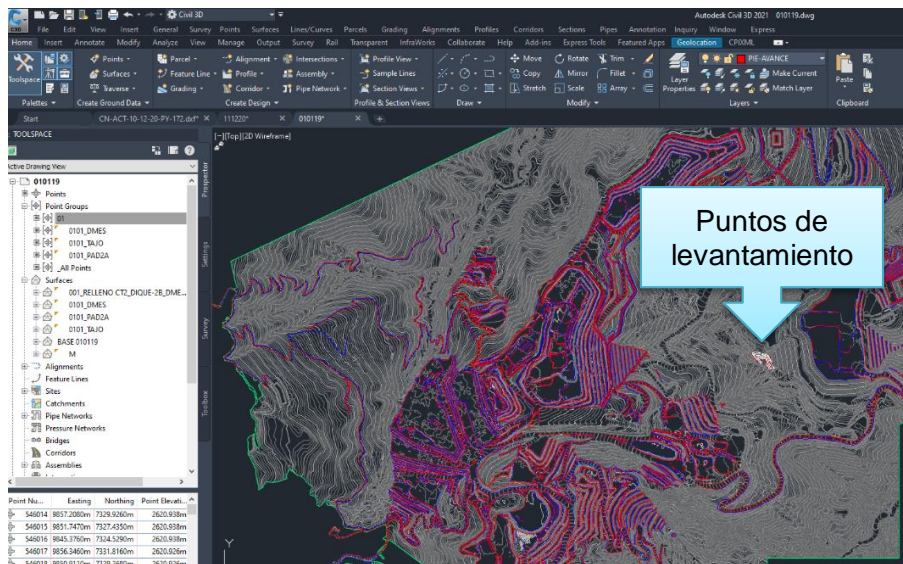 Civil 3D
Autodesk Civil 3D 2021 010119.dwg
C3D
File Edit View Insert General Survey Points Surfaces Lines/Curves Parcels Grading Alignments Profiles Corridors Sections Pipes Annotation Inquiry Window Express
Home Insert Annotate Modify Analyze View Manage Output Survey Rail Transparent InfraWorks Collaborate Help Add-ins Express Tools Featured Apps Geolocation
Points Parcel Alignment Intersections Profile View Move Rotate Trim PIE-AVANCE
Toolspace Surfaces Feature Line Profile Assembly Sample Lines Copy Mirror Fillet Layer Properties Make Current Paste
Traverse Grading Corridor Pipe Network Section Views Stretch Scale Array Match Layer
Palettes Create Ground Data Create Design Profile & Section Views Draw Modify Layers Clipboard
Start CN-ACT-10-12-20-PY-172.dxf* 111220* 010119*
TOOLSPACE
[-][Top][2D Wireframe]
Active Drawing View
010119
Points
Point Groups
01
0101_DMES
0101_TAJO
0101_PAD2A
_All Points
Surfaces
001_RELLENO CT2_DIQUE-2B_DME...
0101_DMES
0101_PAD2A
0101_TAJO
BASE 010119
M
Alignments
Feature Lines
Sites
Catchments
Pipe Networks
Pressure Networks
Bridges
Corridors
Assemblies
Prospector
Settings
Survey
Toolbox
Puntos de
levantamiento
Point Nu... Easting Northing Point Elevati...
546014 9857.2080m 7329.9260m 2620.938m
546015 9851.7470m 7327.4350m 2620.938m
546016 9845.3760m 7324.5290m 2620.938m
546017 9856.3460m 7331.8160m 2620.926m
Y